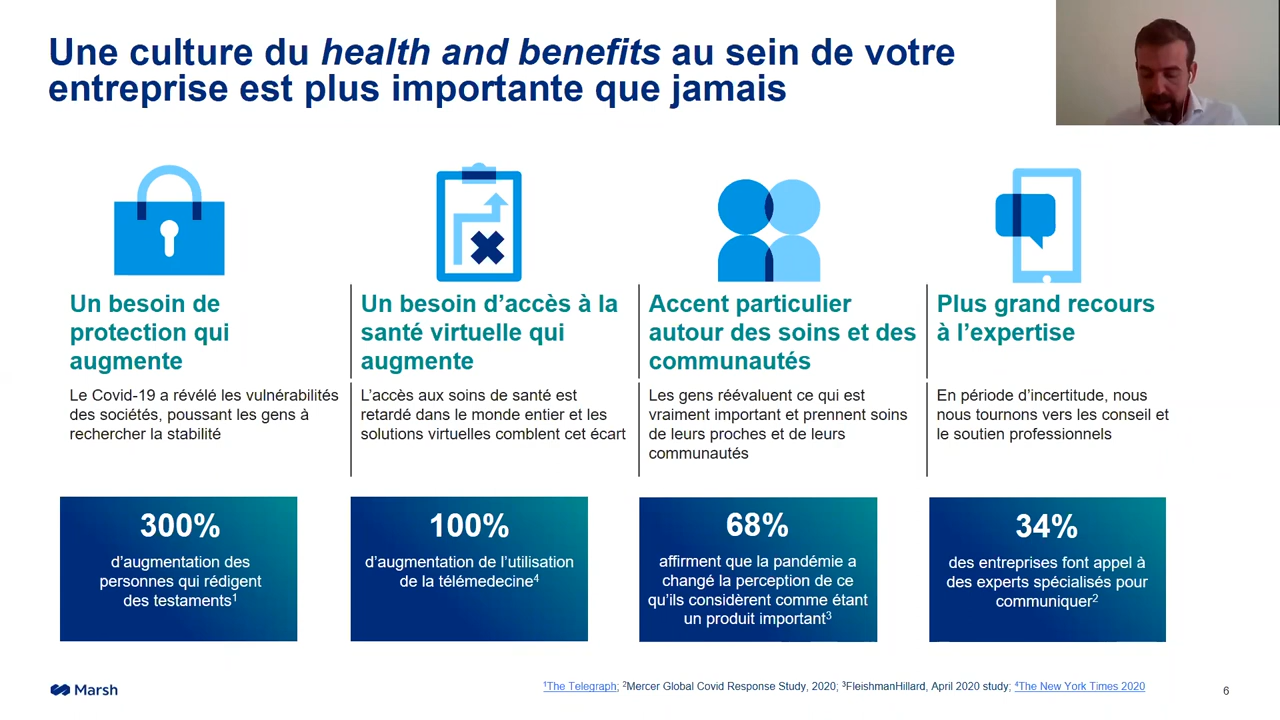 Une culture du health and benefits au sein de votre
entreprise est plus importante que jamais
Un besoin de
protection qui
augmente
Le Covid-19 a révélé les vulnérabilités
des sociétés, poussant les gens à
rechercher la stabilité
300%
d’augmentation des
personnes qui rédigent
des testaments¹
Un besoin d’accès à la
santé virtuelle qui
augmente
L’accès aux soins de santé est
retardé dans le monde entier et les
solutions virtuelles comblent cet écart
100%
d’augmentation de l’utilisation
de la télémedecine⁴
Accent particulier
autour des soins et des
communautés
Les gens réévaluent ce qui est
vraiment important et prennent soins
de leurs proches et de leurs
communautés
68%
affirment que la pandémie a
changé la perception de ce
qu’ils considèrent comme étant
un produit important³
Plus grand recours
à l’expertise
En période d’incertitude, nous
nous tournons vers les conseil et
le soutien professionnels
34%
des entreprises font appel à
des experts spécialisés pour
communiquer²
Marsh
¹The Telegraph; ²Mercer Global Covid Response Study, 2020; ³FleishmanHillard, April 2020 study; ⁴The New York Times 2020
6